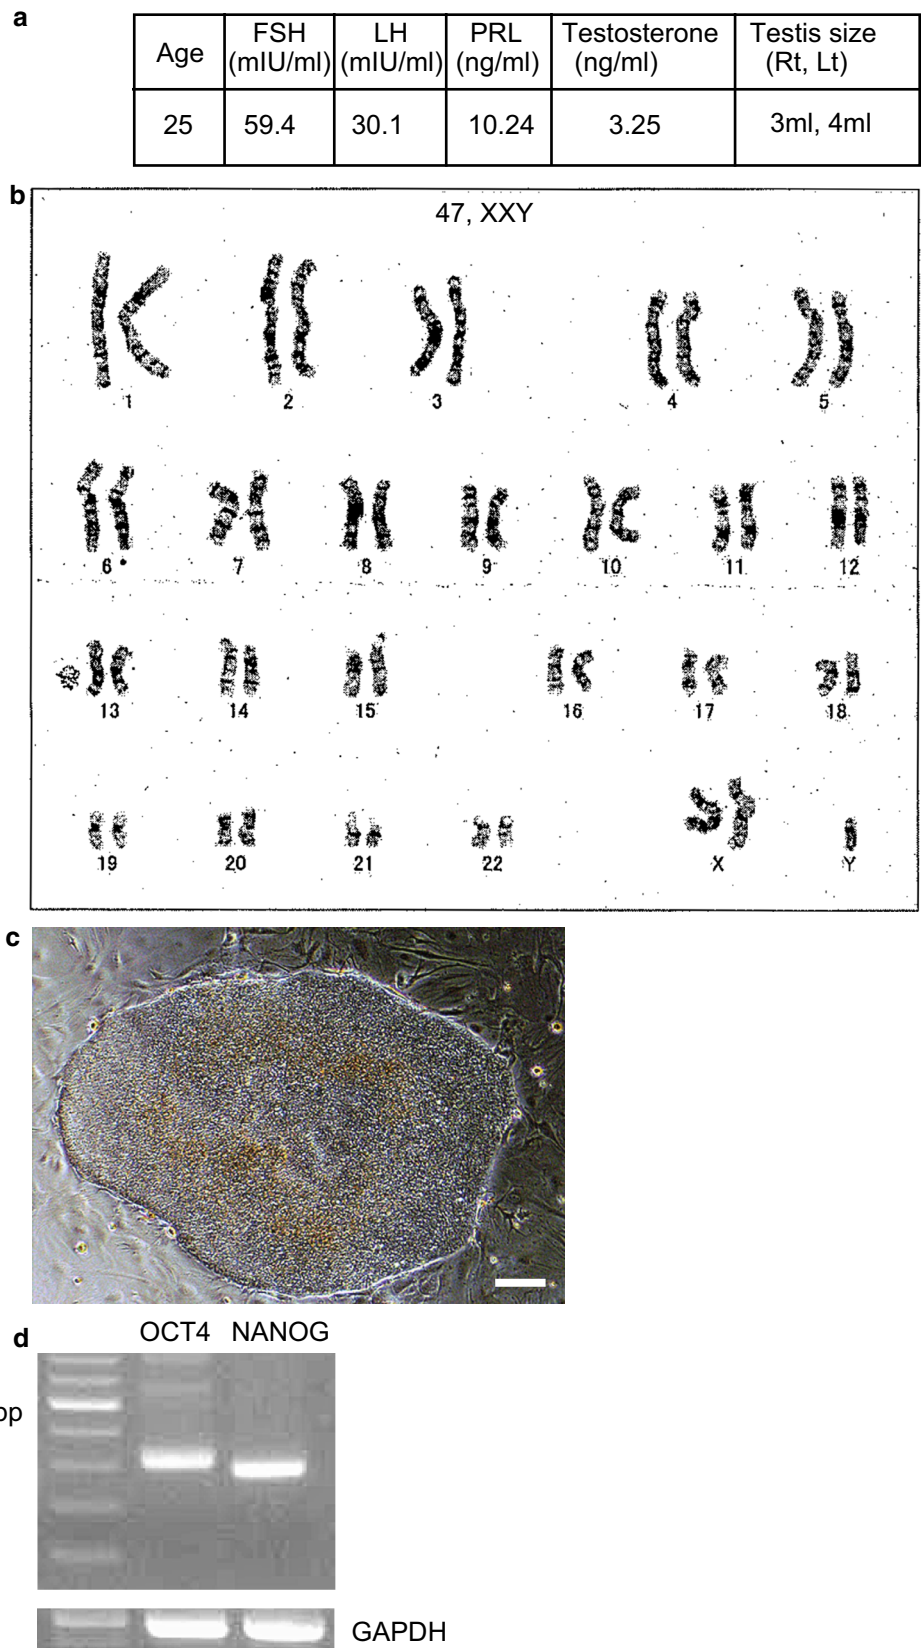 a
Age
FSH
(mIU/ml)
LH
(mIU/ml)
PRL
(ng/ml)
Testosterone
(ng/ml)
Testis size
(Rt, Lt)
25
59.4
30.1
10.24
3.25
3ml, 4ml
b
47, XXY
1 2 3 4 5
6 7 8 9 10 11 12
13 14 15 16 17 18
19 20 21 22 X Y
c
d
OCT4 NANOG
GAPDH